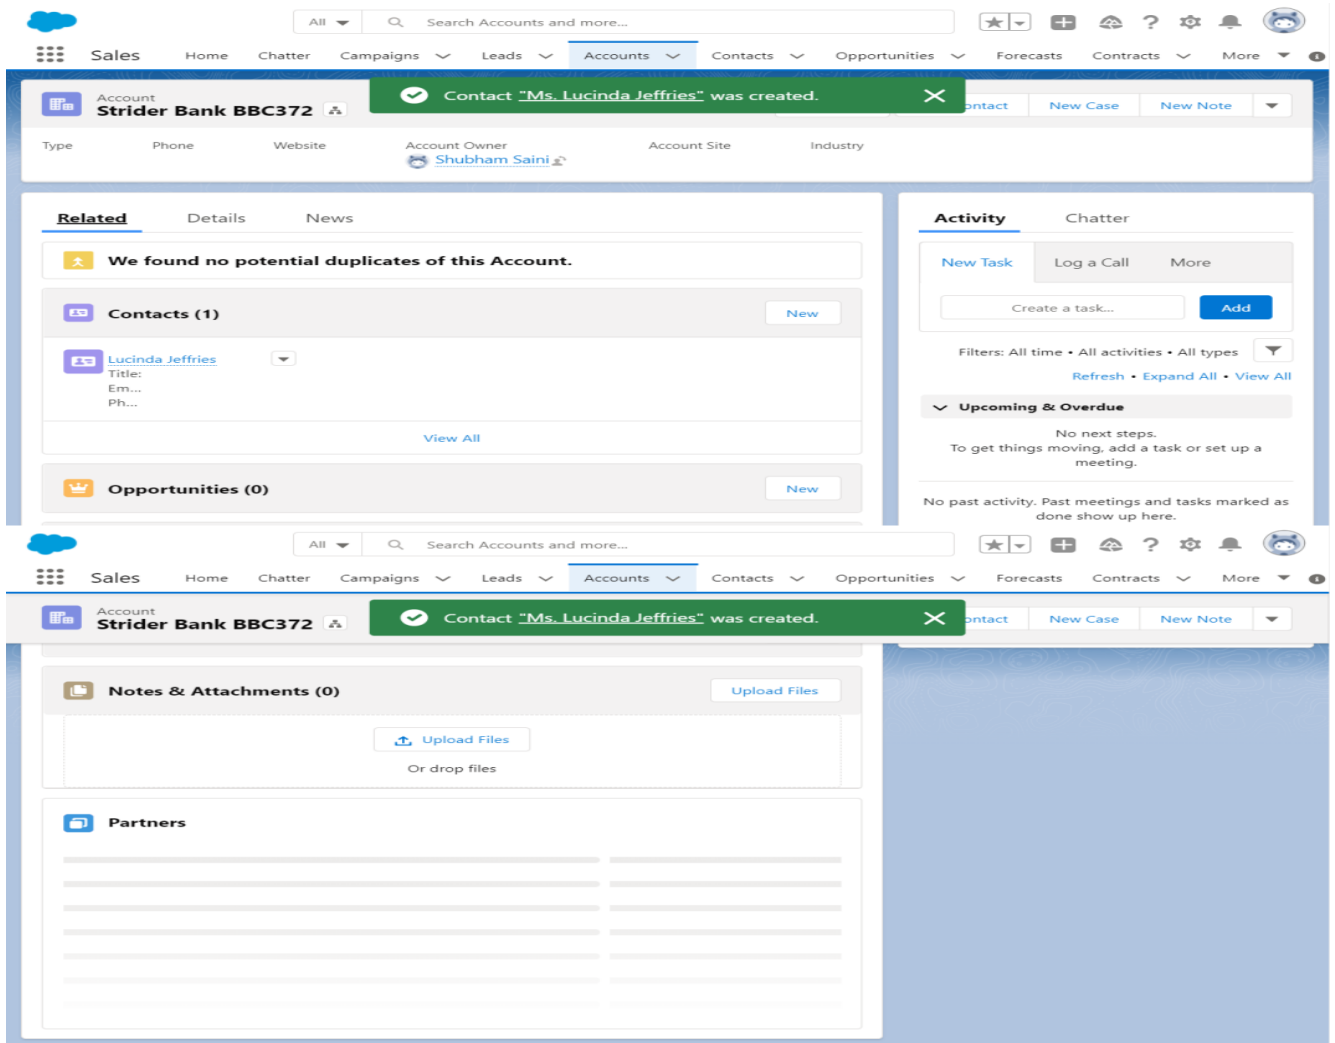 All Search Accounts and more...
Sales Home Chatter Campaigns Leads Accounts Contacts Opportunities Forecasts Contracts More
Account
Strider Bank BBC372
Contact "Ms. Lucinda Jeffries" was created.
ontact New Case New Note
Type Phone Website Account Owner Account Site Industry
Shubham Saini
Related Details News
We found no potential duplicates of this Account.
Contacts (1) New
Lucinda Jeffries
Title:
Em...
Ph...
View All
Opportunities (0) New
Activity Chatter
New Task Log a Call More
Create a task... Add
Filters: All time • All activities • All types
Refresh • Expand All • View All
Upcoming & Overdue
No next steps.
To get things moving, add a task or set up a
meeting.
No past activity. Past meetings and tasks marked as
done show up here.
All Search Accounts and more...
Sales Home Chatter Campaigns Leads Accounts Contacts Opportunities Forecasts Contracts More
Account
Strider Bank BBC372
Contact "Ms. Lucinda Jeffries" was created.
ontact New Case New Note
Notes & Attachments (0) Upload Files
Upload Files
Or drop files
Partners